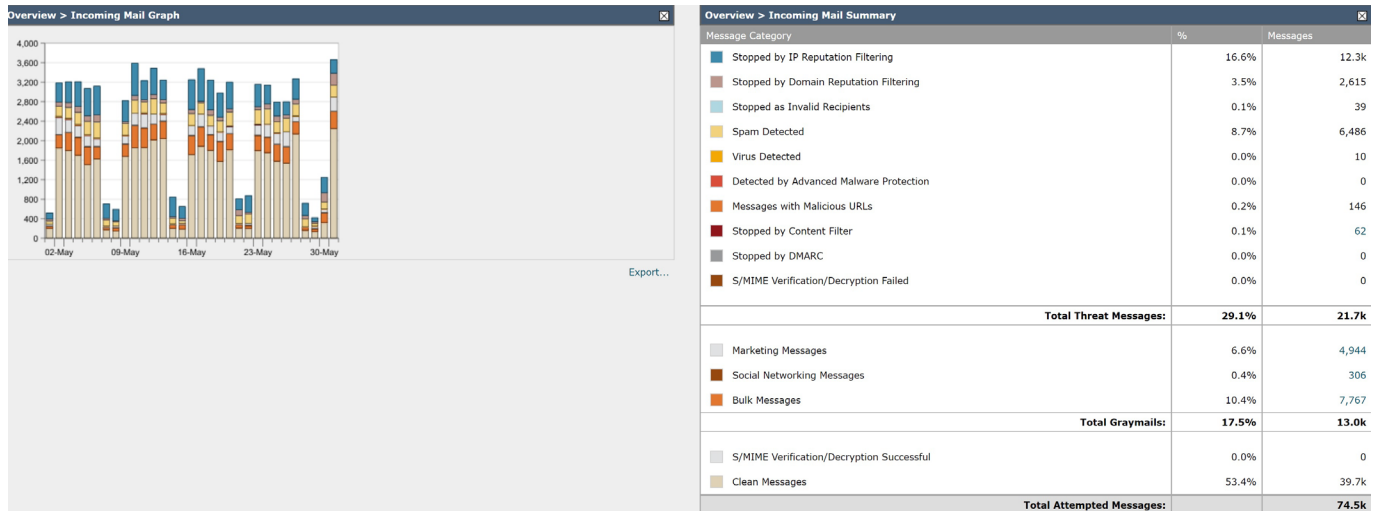 Overview > Incoming Mail Graph
4,000
3,600
3,200
2,800
2,400
2,000
1,600
1,200
800
400
0
02-May 09-May 16-May 23-May 30-May
Export...
Overview > Incoming Mail Summary
Message Category % Messages
Stopped by IP Reputation Filtering 16.6% 12.3k
Stopped by Domain Reputation Filtering 3.5% 2,615
Stopped as Invalid Recipients 0.1% 39
Spam Detected 8.7% 6,486
Virus Detected 0.0% 10
Detected by Advanced Malware Protection 0.0% 0
Messages with Malicious URLs 0.2% 146
Stopped by Content Filter 0.1% 62
Stopped by DMARC 0.0% 0
S/MIME Verification/Decryption Failed 0.0% 0
Total Threat Messages: 29.1% 21.7k
Marketing Messages 6.6% 4,944
Social Networking Messages 0.4% 306
Bulk Messages 10.4% 7,767
Total Graymails: 17.5% 13.0k
S/MIME Verification/Decryption Successful 0.0% 0
Clean Messages 53.4% 39.7k
Total Attempted Messages: 74.5k